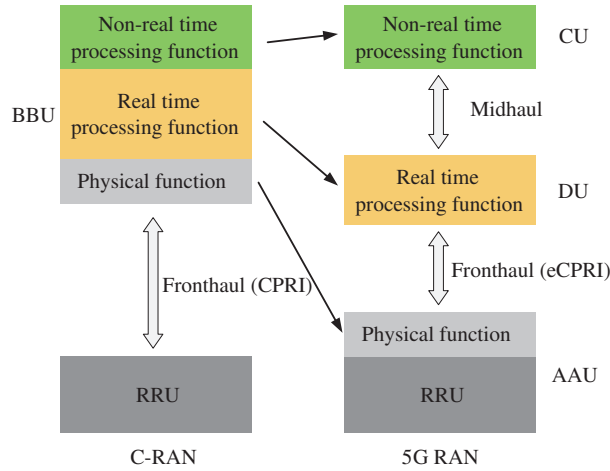 Non-real time
processing function
Real time
processing function
Physical function
BBU
Fronthaul (CPRI)
RRU
C-RAN
Non-real time
processing function
CU
Midhaul
Real time
processing function
DU
Fronthaul (eCPRI)
Physical function
RRU
AAU
5G RAN